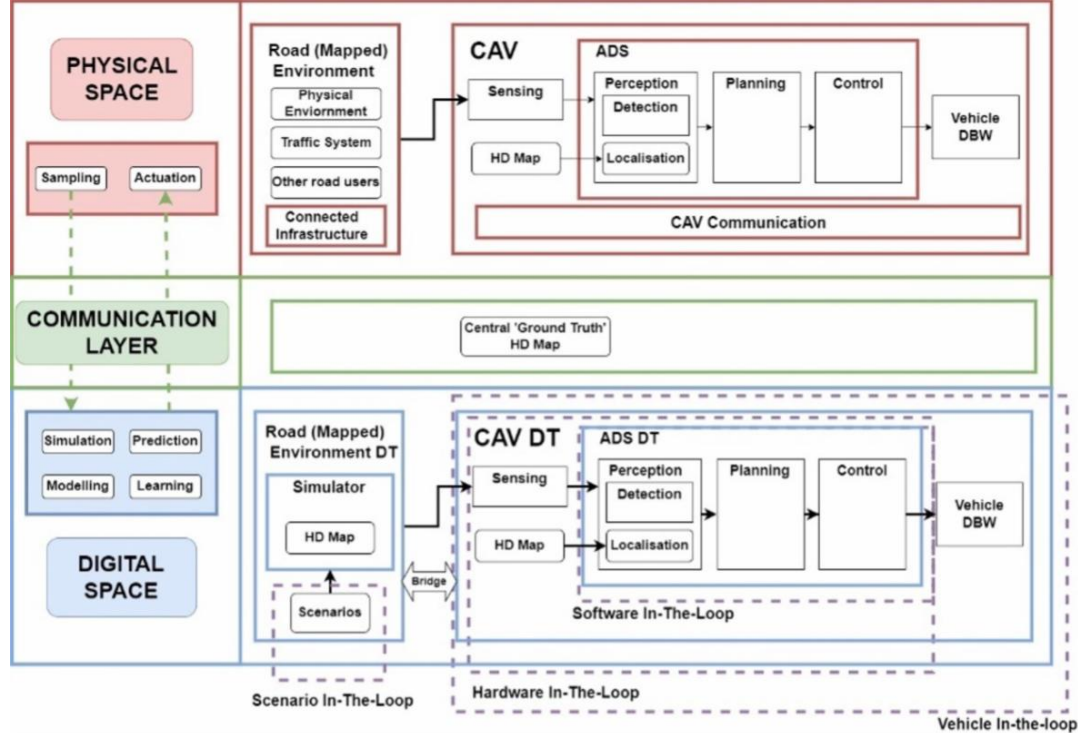 PHYSICAL
SPACE
Sampling
Actuation
Road (Mapped)
Environment
Physical
Enviornment
Traffic System
Other road users
Connected
Infrastructure
CAV
Sensing
HD Map
ADS
Perception
Detection
Localisation
Planning
Control
Vehicle
DBW
CAV Communication
COMMUNICATION
LAYER
Central 'Ground Truth'
HD Map
Simulation
Prediction
Modelling
Learning
DIGITAL
SPACE
Road (Mapped)
Environment DT
Simulator
HD Map
Scenarios
Scenario In-The-Loop
Bridge
CAV DT
Sensing
HD Map
ADS DT
Perception
Detection
Localisation
Planning
Control
Vehicle
DBW
Software In-The-Loop
Hardware In-The-Loop
Vehicle In-the-loop